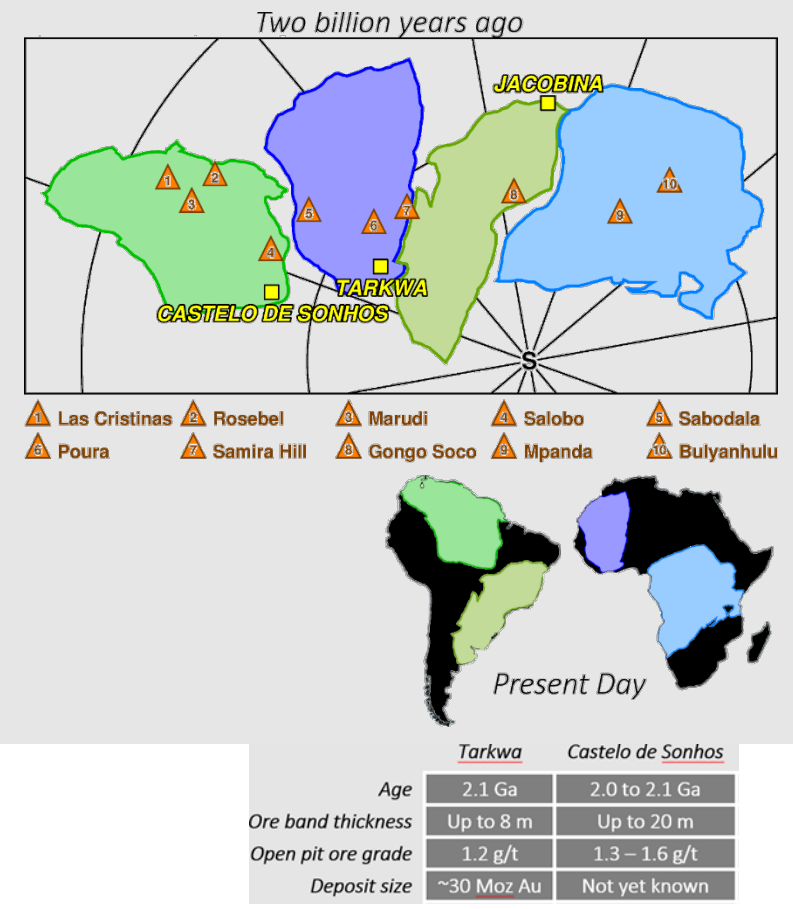 Two billion years ago
JACOBINA
1
2
3
4
5
6
7
8
9
10
TARKWA
CASTELO DE SONHOS
S
1 Las Cristinas 2 Rosebel 3 Marudi 4 Salobo 5 Sabodala
6 Poura 7 Samira Hill 8 Gongo Soco 9 Mpanda 10 Bulyanhulu
Present Day
Tarkwa Castelo de Sonhos
Age 2.1 Ga 2.0 to 2.1 Ga
Ore band thickness Up to 8 m Up to 20 m
Open pit ore grade 1.2 g/t 1.3 – 1.6 g/t
Deposit size ~30 Moz Au Not yet known